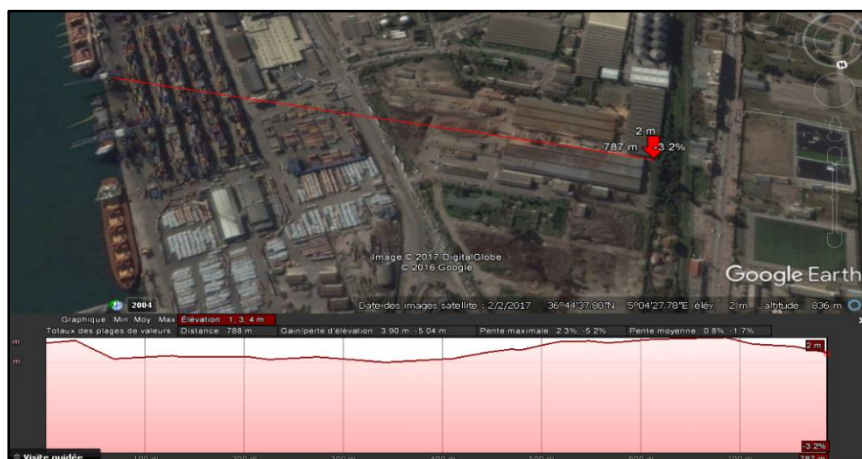 2 m
787 m -3.2%
Image © 2017 DigitalGlobe
© 2016 Google
Google Earth
2004
Date des images satellite : 2/2/2017 36°44'37.80"N 5°04'27.78"E élév. 2 m altitude 836 m
Graphique Min. Moy. Max. Élévation 1, 3, 4 m
Totaux des plages de valeurs Distance 788 m Gain/perte d'élévation 3.90 m, -5.04 m Pente maximale 2.3%, -5.2% Pente moyenne 0.8%, -1.7%
m
2 m
m
-3.2%
Visite guidée 100 m 200 m 300 m 400 m 500 m 600 m 700 m 787 m